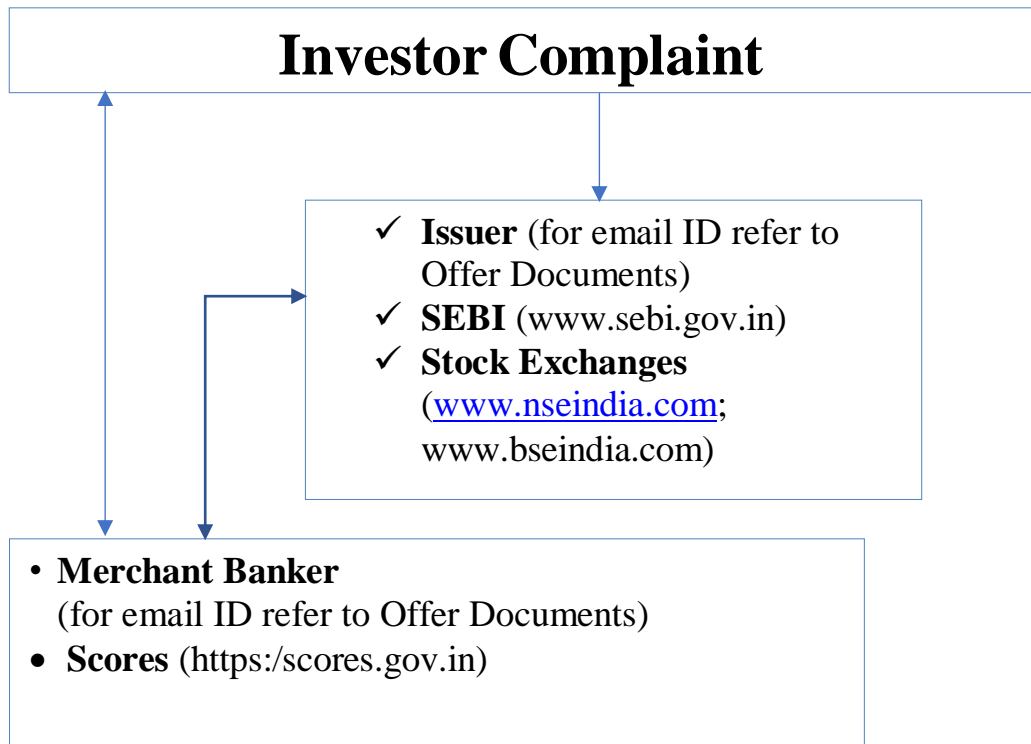 Investor Complaint
✓ Issuer (for email ID refer to
Offer Documents)
✓ SEBI (www.sebi.gov.in)
✓ Stock Exchanges
(www.nseindia.com;
www.bseindia.com)
• Merchant Banker
(for email ID refer to Offer Documents)
• Scores (https:/scores.gov.in)